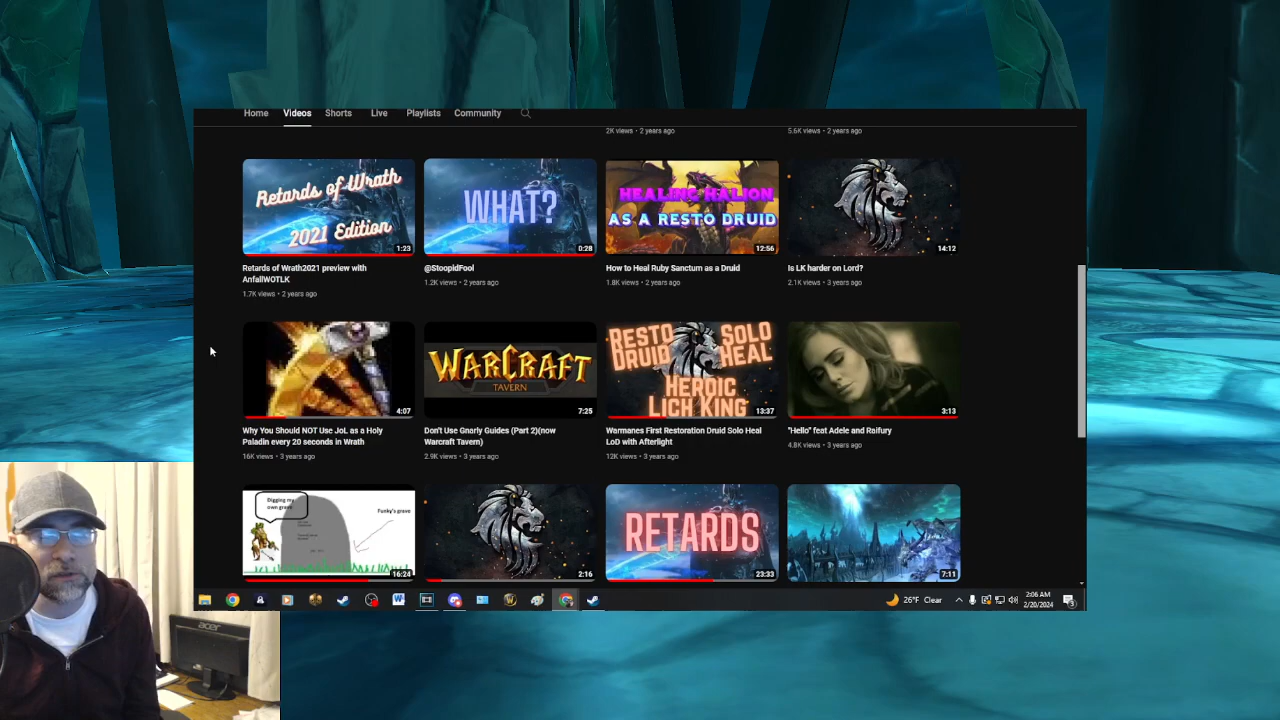 Home Videos Shorts Live Playlists Community
2K views • 2 years ago
5.6K views • 2 years ago
Retards of Wrath
2021 Edition
1:23
WHAT?
0:28
HEALING HALION
AS A RESTO DRUID
12:56
14:12
Retards of Wrath2021 preview with
AnfallWOTLK
1.7K views • 2 years ago
@StoopidFool
1.2K views • 2 years ago
How to Heal Ruby Sanctum as a Druid
1.8K views • 2 years ago
Is LK harder on Lord?
2.1K views • 3 years ago
4:07
WARCRAFT
TAVERN
7:25
RESTO DRUID
SOLO HEAL
HEROIC
LICH KING
13:37
3:13
Why You Should NOT Use JoL as a Holy
Paladin every 20 seconds in Wrath
16K views • 3 years ago
Don't Use Gnarly Guides (Part 2)(now
Warcraft Tavern)
2.9K views • 3 years ago
Warmanes First Restoration Druid Solo Heal
LoD with Afterlight
12K views • 3 years ago
"Hello" feat Adele and Raifury
4.8K views • 3 years ago
Digging my
own grave
Funky's grave
16:24
2:16
RETARDS
23:33
7:11
26°F Clear
2:06 AM
2/20/2024
3
acer